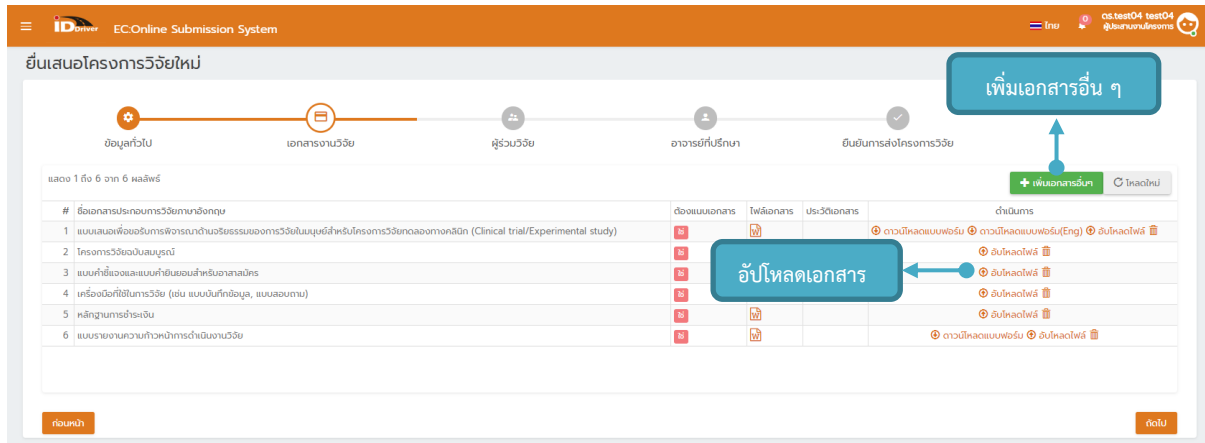 iD Driver EC:Online Submission System ไทย 0 ดร.test04 test04
ผู้ประสานงานโครงการ
ยื่นเสนอโครงการวิจัยใหม่
เพิ่มเอกสารอื่น ๆ
ข้อมูลทั่วไป เอกสารงานวิจัย ผู้ร่วมวิจัย อาจารย์ที่ปรึกษา ยืนยันการส่งโครงการวิจัย
แสดง 1 ถึง 6 จาก 6 ผลลัพธ์ เพิ่มเอกสารอื่นๆ โหลดใหม่
# ชื่อเอกสารประกอบการวิจัยภาษาอังกฤษ ต้องแนบเอกสาร ไฟล์เอกสาร ประวัติเอกสาร ดำเนินการ
1 แบบเสนอเพื่อขอรับการพิจารณาด้านจริยธรรมของการวิจัยในมนุษย์สำหรับโครงการวิจัยทดลองทางคลินิก (Clinical trial/Experimental study) ใช่ ดาวน์โหลดแบบฟอร์ม ดาวน์โหลดแบบฟอร์ม(Eng) อัปโหลดไฟล์
2 โครงการวิจัยฉบับสมบูรณ์ ใช่ อัปโหลดไฟล์
3 แบบคำชี้แจงและแบบคำยินยอมสำหรับอาสาสมัคร ใช่ อัปโหลดเอกสาร อัปโหลดไฟล์
4 เครื่องมือที่ใช้ในการวิจัย (เช่น แบบบันทึกข้อมูล, แบบสอบถาม) ใช่ อัปโหลดไฟล์
5 หลักฐานการชำระเงิน ใช่ อัปโหลดไฟล์
6 แบบรายงานความก้าวหน้าการดำเนินงานวิจัย ใช่ ดาวน์โหลดแบบฟอร์ม อัปโหลดไฟล์
ก่อนหน้า ถัดไป